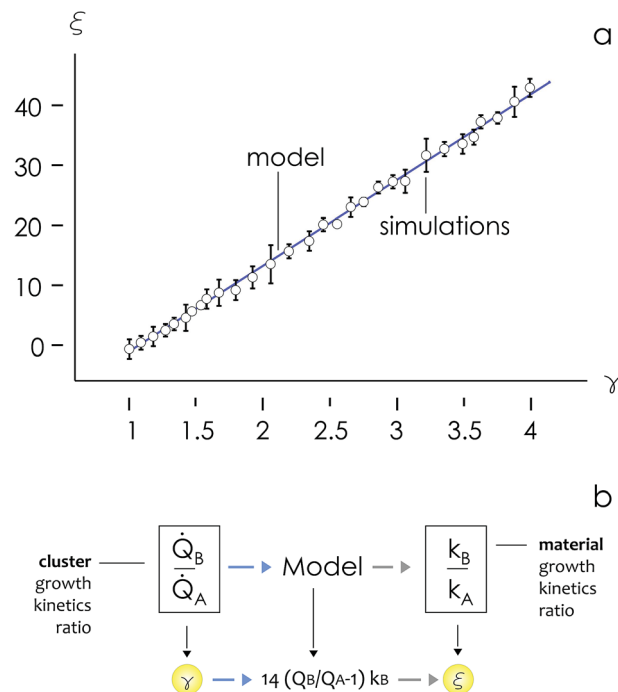 ξ
a
40
30
20
10
0
model
simulations
γ
1 1.5 2 2.5 3 3.5 4
b
cluster
growth
kinetics
ratio
Q̇B
Q̇A
Model
kB
kA
material
growth
kinetics
ratio
γ
14 (QB/QA-1) kB
ξ